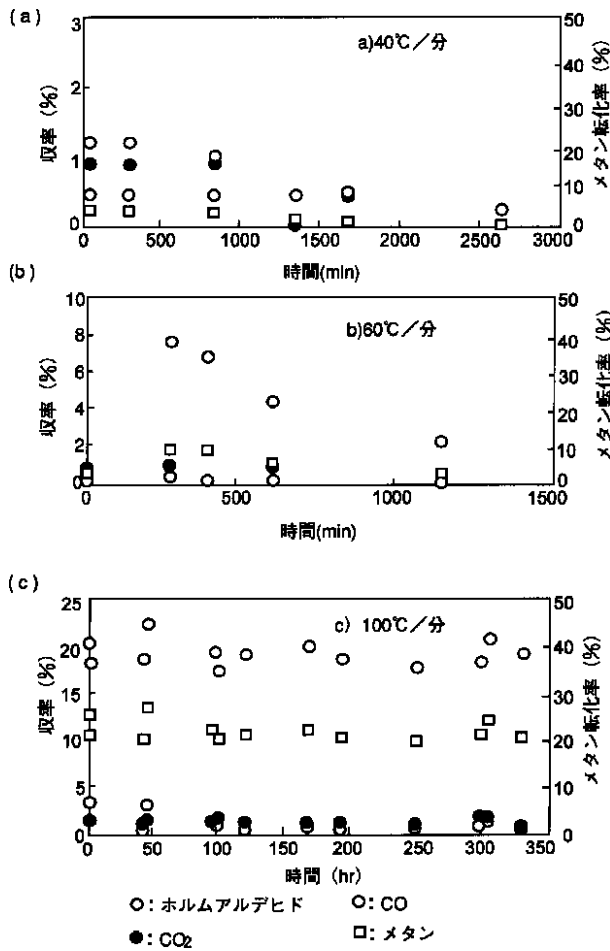 (a)
a)40℃/分
収率 (%)
3
2
1
0
メタン転化率 (%)
50
40
30
20
10
0
0 500 1000 1500 2000 2500 3000
時間(min)
(b)
b)60℃/分
収率 (%)
10
8
6
4
2
0
メタン転化率 (%)
50
40
30
20
10
0
500 1000 1500
時間(min)
(c)
c) 100℃/分
収率 (%)
25
20
15
10
5
0
メタン転化率 (%)
50
40
30
20
10
0
0 50 100 150 200 250 300 350
時間 (hr)
○: ホルムアルデヒド ○: CO
●: CO₂ □: メタン